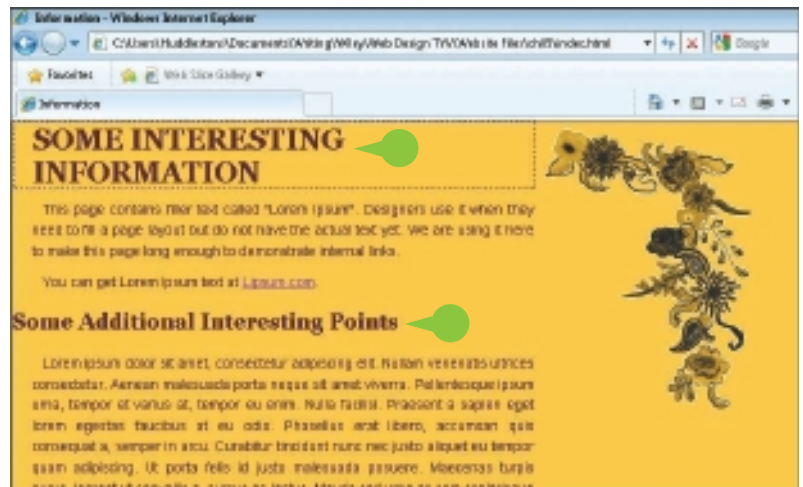 Information - Windows Internet Explorer
Google
Favorites Web Slice Gallery
Information
SOME INTERESTING
INFORMATION
This page contains filler text called "Lorem Ipsum". Designers use it when they
need to fill a page layout but do not have the actual text yet. We are using it here
to make this page long enough to demonstrate internal links.
You can get Lorem Ipsum text at Lipsum.com.
Some Additional Interesting Points
Lorem ipsum dolor sit amet, consectetur adipiscing elit. Nullam venenatis ultrices
consectetur. Aenean malesuada porta neque sit amet viverra. Pellentesque ipsum
urna, tempor et varius at, tempor eu enim. Nulla facilisi. Praesent a sapien eget
lorem egestas faucibus at eu odio. Phasellus erat libero, accumsan quis
consequat a, semper in arcu. Curabitur tincidunt nunc nec justo aliquet eu tempor
quam adipiscing. Ut porta felis id justo malesuada posuere. Maecenas turpis